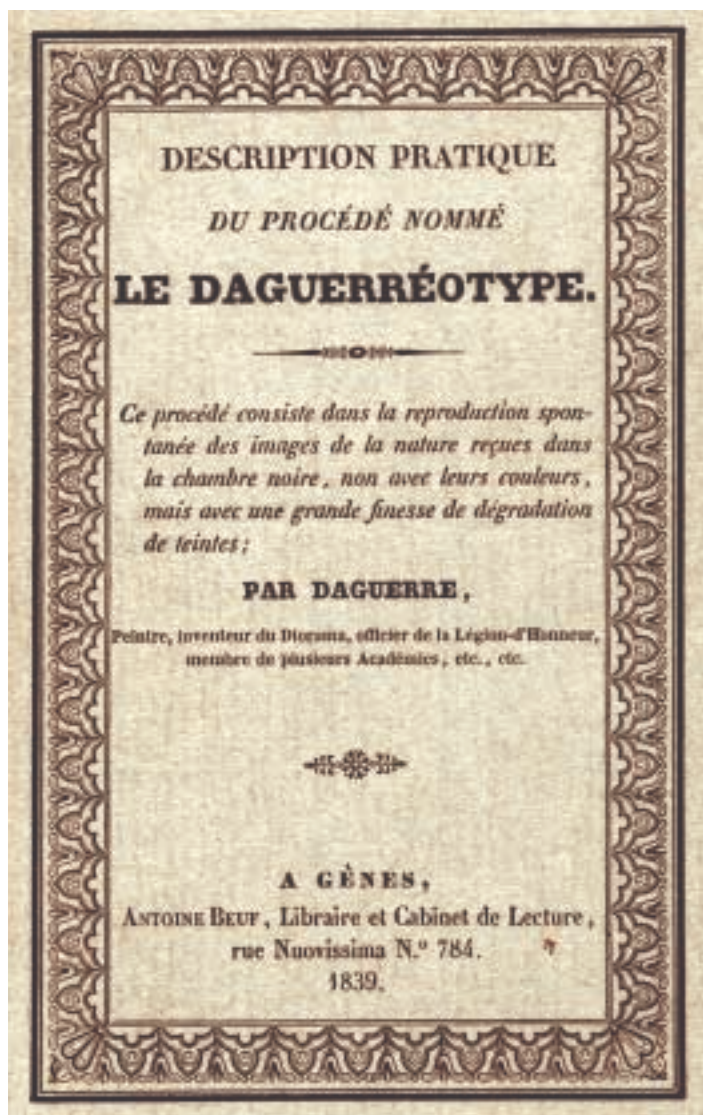 DESCRIPTION PRATIQUE
DU PROCÉDÉ NOMMÉ
LE DAGUERRÉOTYPE.
Ce procédé consiste dans la reproduction spon-
tanée des images de la nature reçues dans
la chambre noire, non avec leurs couleurs,
mais avec une grande finesse de dégradation
de teintes;
PAR DAGUERRE,
Peintre, inventeur du Diorama, officier de la Légion-d'Honneur,
membre de plusieurs Académies, etc., etc.
A GÈNES,
ANTOINE BEUF, Libraire et Cabinet de Lecture,
rue Nuovissima N.º 784.
1839.